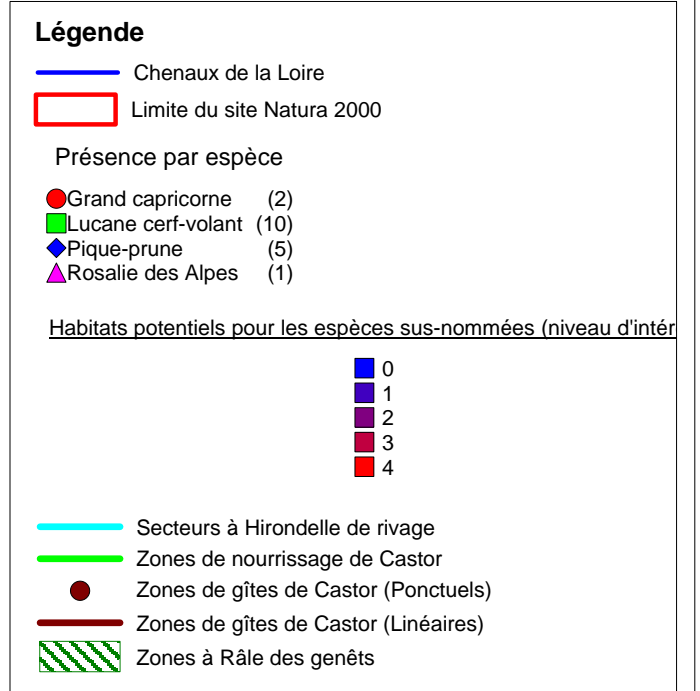 Légende
Chenaux de la Loire
Limite du site Natura 2000
Présence par espèce
Grand capricorne (2)
Lucane cerf-volant (10)
Pique-prune (5)
Rosalie des Alpes (1)
Habitats potentiels pour les espèces sus-nommées (niveau d'intér
0
1
2
3
4
Secteurs à Hirondelle de rivage
Zones de nourrissage de Castor
Zones de gîtes de Castor (Ponctuels)
Zones de gîtes de Castor (Linéaires)
Zones à Râle des genêts